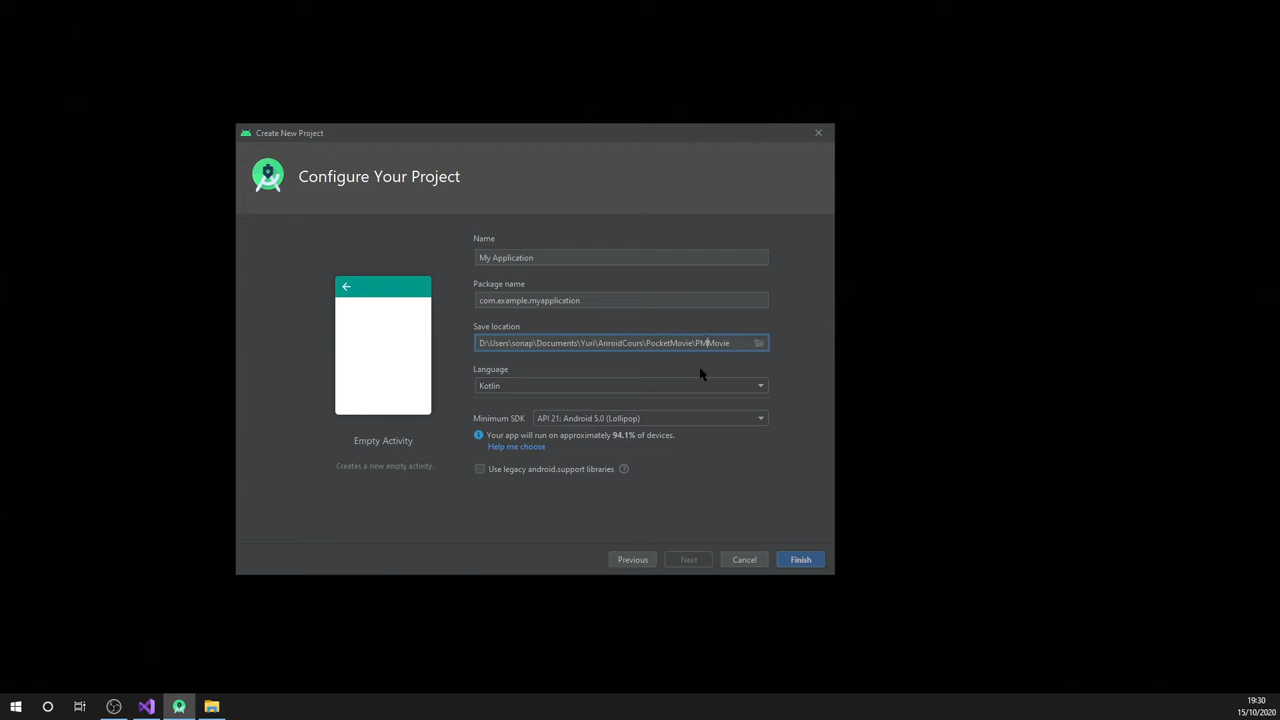 Create New Project
Configure Your Project
Name
My Application
Package name
com.example.myapplication
Save location
D:\Users\sonap\Documents\Yuri\AnroidCours\PocketMovie\PMMovie
Language
Kotlin
Minimum SDK API 21: Android 5.0 (Lollipop)
Your app will run on approximately 94.1% of devices.
Help me choose
Use legacy android.support libraries
Empty Activity
Creates a new empty activity.
Previous Next Cancel Finish
19:30
15/10/2020